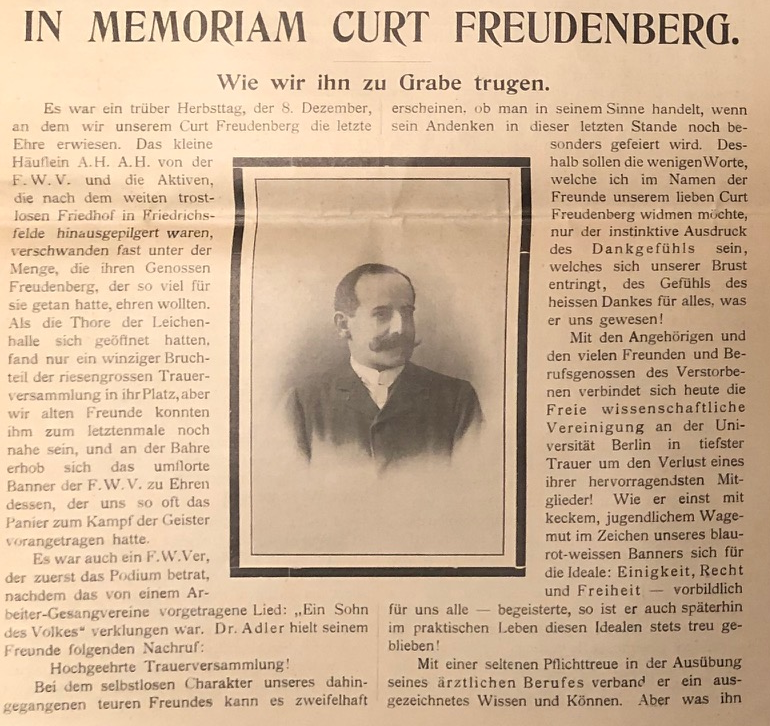 IN MEMORIAM CURT FREUDENBERG.
Wie wir ihn zu Grabe trugen.
Es war ein trüber Herbsttag, der 8. Dezember,
an dem wir unserem Curt Freudenberg die letzte
Ehre erwiesen. Das kleine
Häuflein A.H. A.H. von der
F.W.V. und die Aktiven,
die nach dem weiten trost-
losen Friedhof in Friedrichs-
felde hinausgepilgert waren,
verschwanden fast unter der
Menge, die ihren Genossen
Freudenberg, der so viel für
sie getan hatte, ehren wollten.
Als die Thore der Leichen-
halle sich geöffnet hatten,
fand nur ein winziger Bruch-
teil der riesengrossen Trauer-
versammlung in ihr Platz, aber
wir alten Freunde konnten
ihm zum letztenmale noch
nahe sein, und an der Bahre
erhob sich das umflorte
Banner der F.W.V. zu Ehren
dessen, der uns so oft das
Panier zum Kampf der Geister
vorangetragen hatte.
Es war auch ein F.W.Ver,
der zuerst das Podium betrat,
nachdem das von einem Ar-
beiter-Gesangvereine vorgetragene Lied: „Ein Sohn
des Volkes“ verklungen war. Dr. Adler hielt seinem
Freunde folgenden Nachruf:
Hochgeehrte Trauerversammlung!
Bei dem selbstlosen Charakter unseres dahin-
gegangenen teuren Freundes kann es zweifelhaft
erscheinen, ob man in seinem Sinne handelt, wenn
sein Andenken in dieser letzten Stande noch be-
sonders gefeiert wird. Des-
halb sollen die wenigen Worte,
welche ich im Namen der
Freunde unserem lieben Curt
Freudenberg widmen möchte,
nur der instinktive Ausdruck
des Dankgefühls sein,
welches sich unserer Brust
entringt, des Gefühls des
heissen Dankes für alles, was
er uns gewesen!
Mit den Angehörigen und
den vielen Freunden und Be-
rufsgenossen des Verstorbe-
nen verbindet sich heute die
Freie wissenschaftliche
Vereinigung an der Uni-
versität Berlin in tiefster
Trauer um den Verlust eines
ihrer hervorragendsten Mit-
glieder! Wie er einst mit
keckem, jugendlichem Wage-
mut im Zeichen unseres blau-
rot-weissen Banners sich für
die Ideale: Einigkeit, Recht
und Freiheit — vorbildlich
für uns alle — begeisterte, so ist er auch späterhin
im praktischen Leben diesen Idealen stets treu ge-
blieben!
Mit einer seltenen Pflichttreue in der Ausübung
seines ärztlichen Berufes verband er ein aus-
gezeichnetes Wissen und Können. Aber was ihn